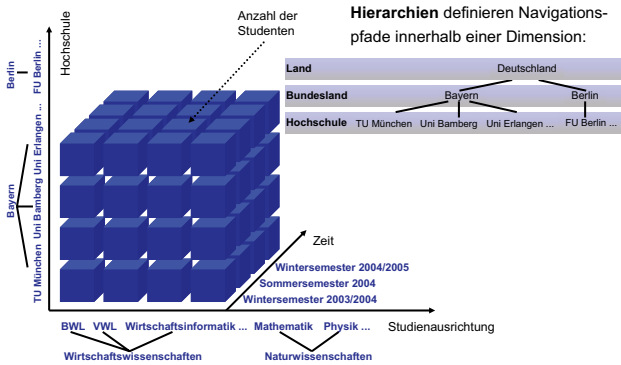 Anzahl der
Studenten
Hierarchien definieren Navigations-
pfade innerhalb einer Dimension:
Land Deutschland
Bundesland Bayern Berlin
Hochschule TU München Uni Bamberg Uni Erlangen ... FU Berlin ...
Hochschule
Berlin
Bayern
TU München Uni Bamberg Uni Erlangen ... FU Berlin ...
Zeit
Wintersemester 2004/2005
Sommersemester 2004
Wintersemester 2003/2004
BWL VWL Wirtschaftsinformatik ... Mathematik Physik ... Studienausrichtung
Wirtschaftswissenschaften Naturwissenschaften